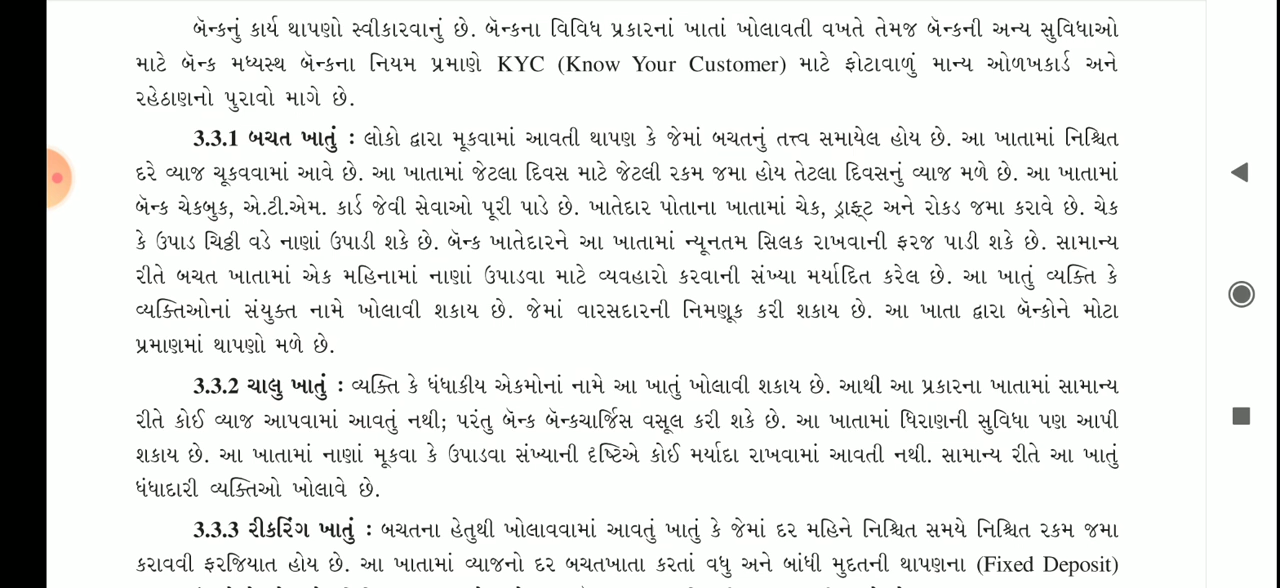 બૅન્કનું કાર્ય થાપણો સ્વીકારવાનું છે. બૅન્કના વિવિધ પ્રકારનાં ખાતાં ખોલાવતી વખતે તેમજ બૅન્કની અન્ય સુવિધાઓ
માટે બૅન્ક મધ્યસ્થ બૅન્કના નિયમ પ્રમાણે KYC (Know Your Customer) માટે ફોટાવાળું માન્ય ઓળખકાર્ડ અને
રહેઠાણનો પુરાવો માગે છે.
3.3.1 બચત ખાતું : લોકો દ્વારા મૂકવામાં આવતી થાપણ કે જેમાં બચતનું તત્ત્વ સમાયેલ હોય છે. આ ખાતામાં નિશ્ચિત
દરે વ્યાજ ચૂકવવામાં આવે છે. આ ખાતામાં જેટલા દિવસ માટે જેટલી રકમ જમા હોય તેટલા દિવસનું વ્યાજ મળે છે. આ ખાતામાં
બૅન્ક ચેકબુક, એ.ટી.એમ. કાર્ડ જેવી સેવાઓ પૂરી પાડે છે. ખાતેદાર પોતાના ખાતામાં ચેક, ડ્રાફ્ટ અને રોકડ જમા કરાવે છે. ચેક
કે ઉપાડ ચિઠ્ઠી વડે નાણાં ઉપાડી શકે છે. બૅન્ક ખાતેદારને આ ખાતામાં ન્યૂનતમ સિલક રાખવાની ફરજ પાડી શકે છે. સામાન્ય
રીતે બચત ખાતામાં એક મહિનામાં નાણાં ઉપાડવા માટે વ્યવહારો કરવાની સંખ્યા મર્યાદિત કરેલ છે. આ ખાતું વ્યક્તિ કે
વ્યક્તિઓનાં સંયુક્ત નામે ખોલાવી શકાય છે. જેમાં વારસદારની નિમણૂક કરી શકાય છે. આ ખાતા દ્વારા બૅન્કોને મોટા
પ્રમાણમાં થાપણો મળે છે.
3.3.2 ચાલુ ખાતું : વ્યક્તિ કે ધંધાકીય એકમોનાં નામે આ ખાતું ખોલાવી શકાય છે. આથી આ પ્રકારના ખાતામાં સામાન્ય
રીતે કોઈ વ્યાજ આપવામાં આવતું નથી; પરંતુ બૅન્ક બૅન્કચાર્જિસ વસૂલ કરી શકે છે. આ ખાતામાં ધિરાણની સુવિધા પણ આપી
શકાય છે. આ ખાતામાં નાણાં મૂકવા કે ઉપાડવા સંખ્યાની દૃષ્ટિએ કોઈ મર્યાદા રાખવામાં આવતી નથી. સામાન્ય રીતે આ ખાતું
ધંધાદારી વ્યક્તિઓ ખોલાવે છે.
3.3.3 રીકરિંગ ખાતું : બચતના હેતુથી ખોલાવવામાં આવતું ખાતું કે જેમાં દર મહિને નિશ્ચિત સમયે નિશ્ચિત રકમ જમા
કરાવવી ફરજિયાત હોય છે. આ ખાતામાં વ્યાજનો દર બચતખાતા કરતાં વધુ અને બાંધી મુદતની થાપણના (Fixed Deposit)